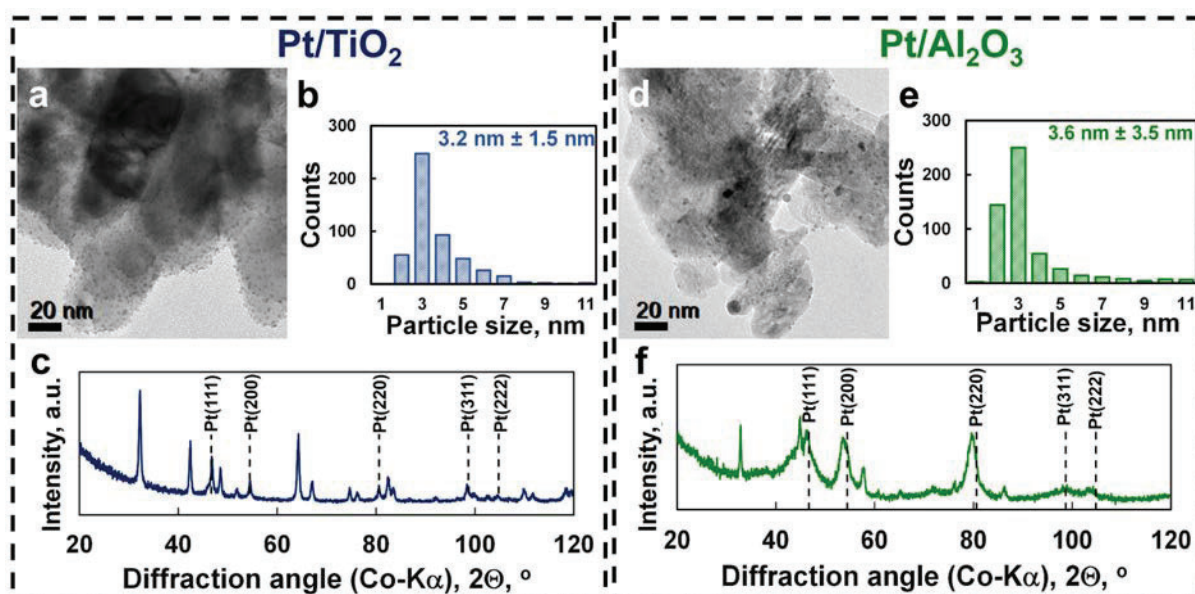 Pt/TiO2
a
20 nm
b
3.2 nm ± 1.5 nm
Counts
300
200
100
0
1 3 5 7 9 11
Particle size, nm
c
Intensity, a.u.
Pt(111)
Pt(200)
Pt(220)
Pt(311)
Pt(222)
20 40 60 80 100 120
Diffraction angle (Co-Kα), 2Θ, °
Pt/Al2O3
d
20 nm
e
3.6 nm ± 3.5 nm
Counts
300
200
100
0
1 3 5 7 9 11
Particle size, nm
f
Intensity, a.u.
Pt(111)
Pt(200)
Pt(220)
Pt(311)
Pt(222)
20 40 60 80 100 120
Diffraction angle (Co-Kα), 2Θ, °